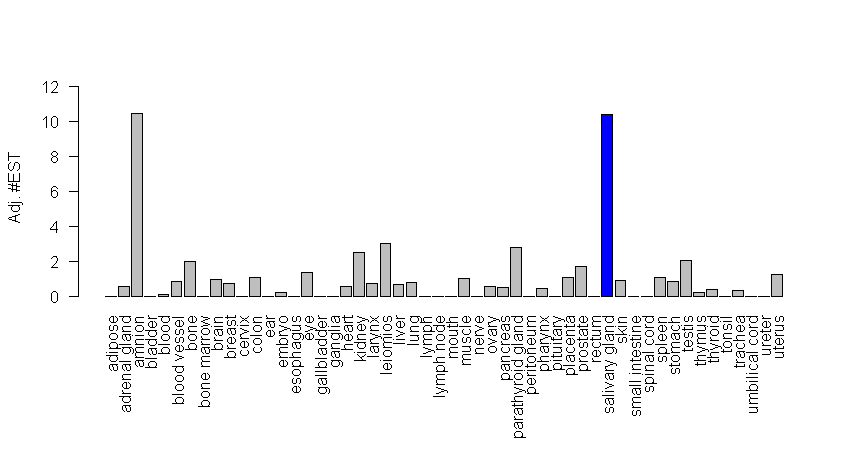 12
10
8
6
4
2
0
Adj. #EST
adipose
adrenal gland
amnion
bladder
blood
blood vessel
bone
bone marrow
brain
breast
cervix
colon
ear
embryo
esophagus
eye
gallbladder
ganglia
heart
kidney
larynx
leiomios
liver
lung
lymph
lymph node
mouth
muscle
nerve
ovary
pancreas
parathyroid gland
peritoneum
pharynx
pituitary
placenta
prostate
rectum
salivary gland
skin
small intestine
spinal cord
spleen
stomach
testis
thymus
thyroid
tonsil
trachea
umbilical cord
ureter
uterus